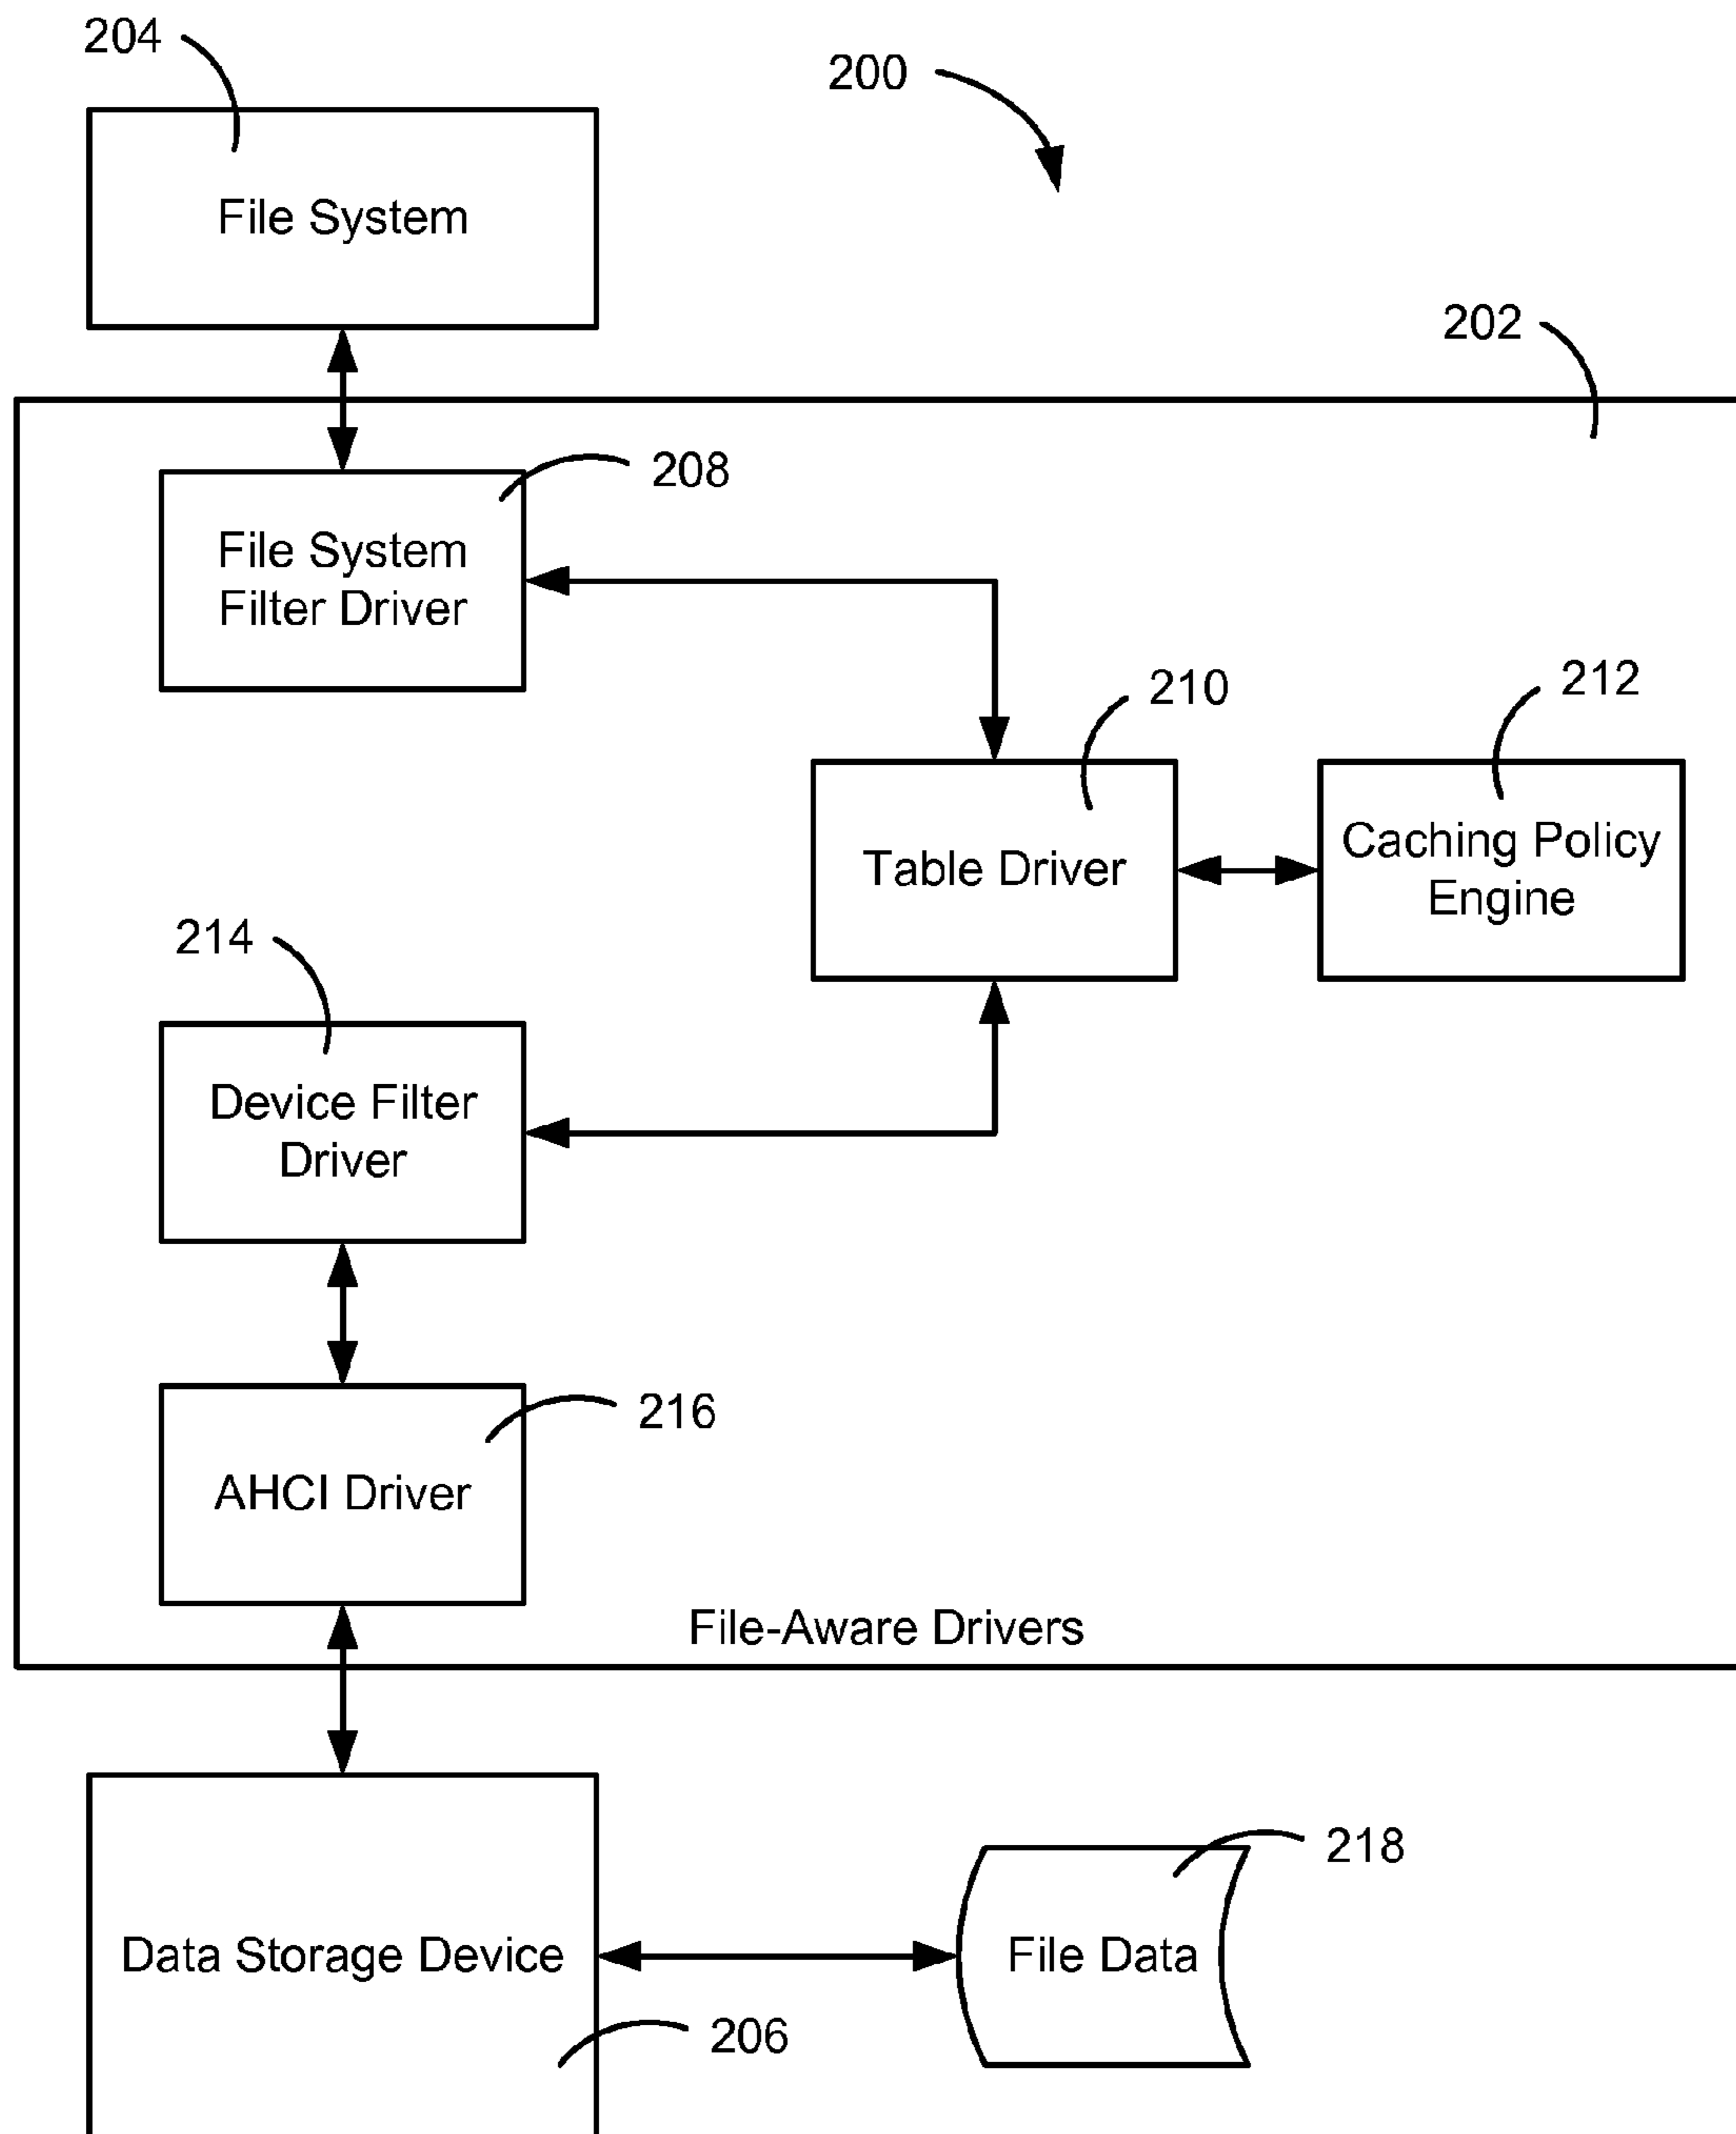 204
200
File System
202
208
File System
Filter Driver
210
212
Table Driver
Caching Policy
Engine
214
Device Filter
Driver
216
AHCI Driver
File-Aware Drivers
218
Data Storage Device
File Data
206